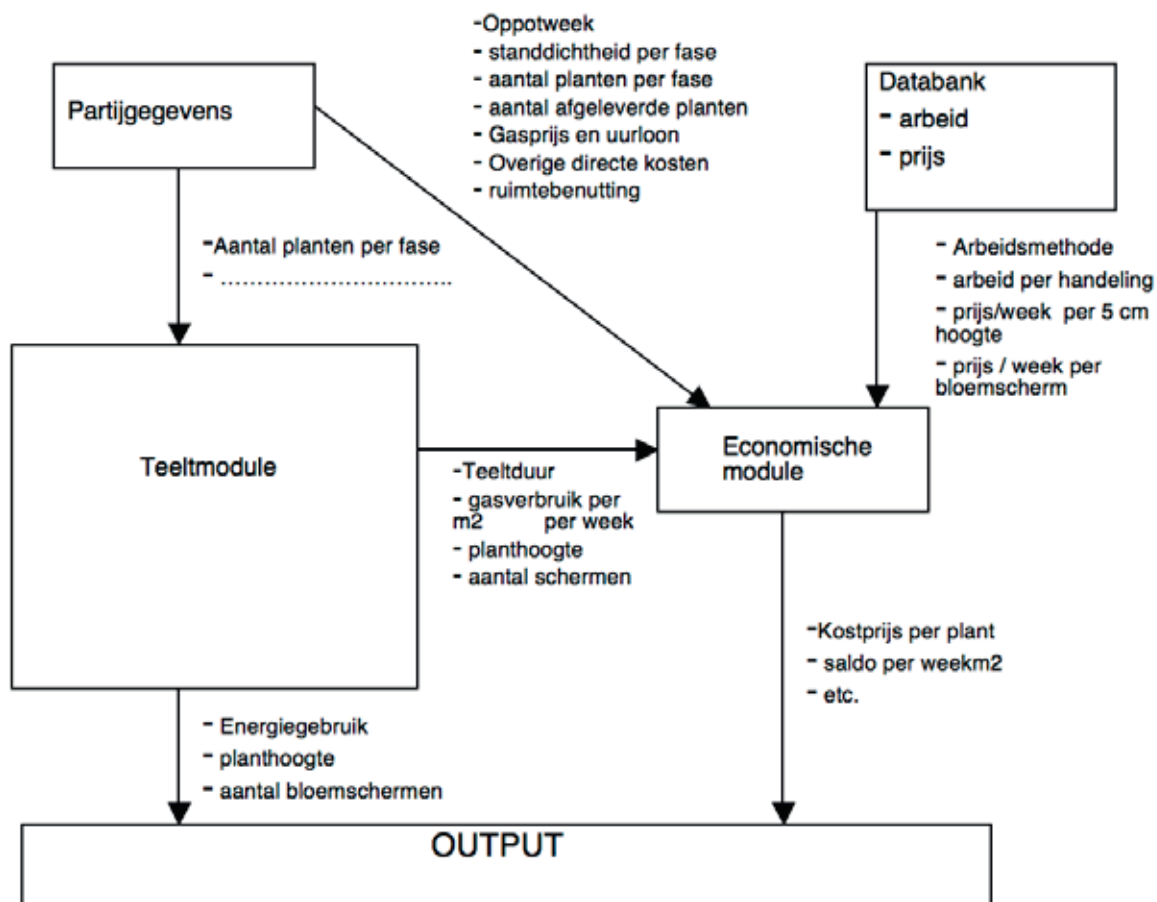 -Oppotweek
- standdichtheid per fase
- aantal planten per fase
- aantal afgeleverde planten
- Gasprijs en uurloon
- Overige directe kosten
- ruimtebenutting
Partijgegevens
Databank
- arbeid
- prijs
-Aantal planten per fase
- ................................
- Arbeidsmethode
- arbeid per handeling
- prijs/week per 5 cm
hoogte
- prijs / week per
bloemscherm
Teeltmodule
-Teeltduur
- gasverbruik per
m2 per week
- planthoogte
- aantal schermen
Economische
module
-Kostprijs per plant
- saldo per weekm2
- etc.
- Energiegebruik
- planthoogte
- aantal bloemschermen
OUTPUT